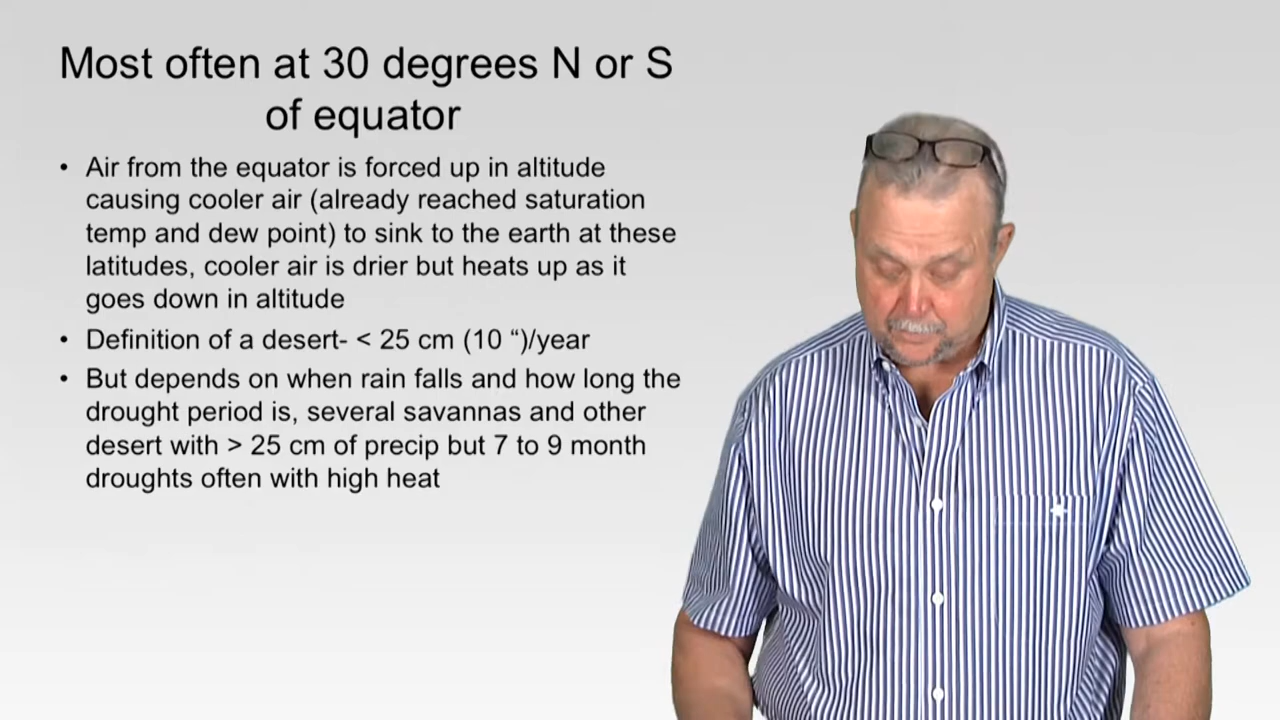 Most often at 30 degrees N or S
of equator
• Air from the equator is forced up in altitude
causing cooler air (already reached saturation
temp and dew point) to sink to the earth at these
latitudes, cooler air is drier but heats up as it
goes down in altitude
• Definition of a desert- < 25 cm (10 “)/year
• But depends on when rain falls and how long the
drought period is, several savannas and other
desert with > 25 cm of precip but 7 to 9 month
droughts often with high heat